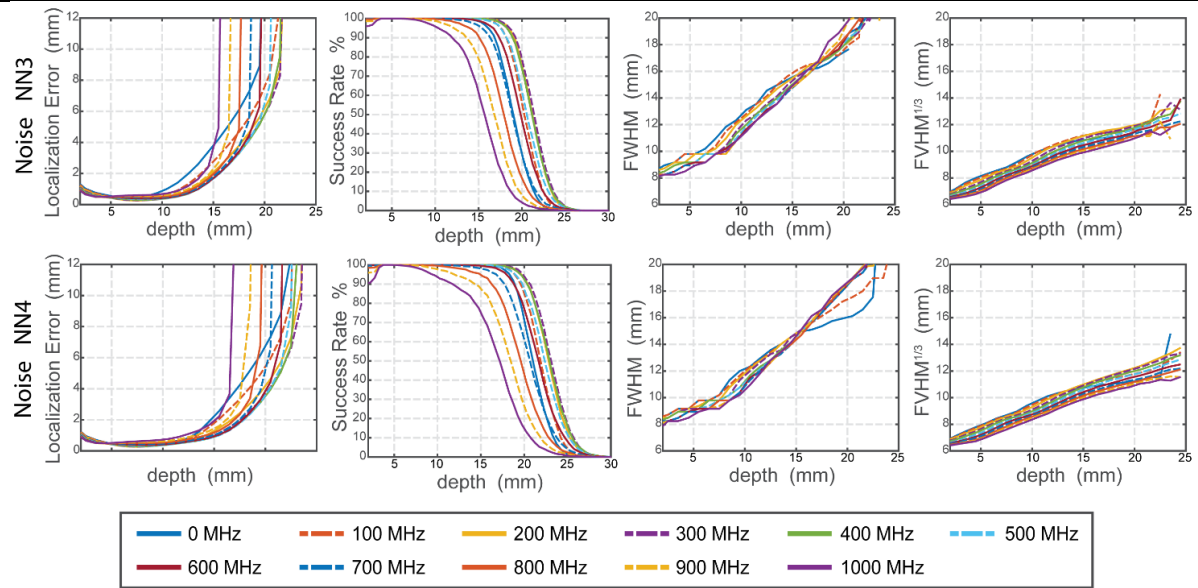 Noise NN3
Localization Error (mm)
12
10
8
6
4
2
0
5 10 15 20 25
depth (mm)
Success Rate %
100
90
80
70
60
50
40
30
20
10
0
5 10 15 20 25 30
depth (mm)
FWHM (mm)
20
18
16
14
12
10
8
6
5 10 15 20 25
depth (mm)
FVHM1/3 (mm)
20
18
16
14
12
10
8
6
5 10 15 20 25
depth (mm)
Noise NN4
Localization Error (mm)
12
10
8
6
4
2
0
depth (mm)
Success Rate %
100
90
80
70
60
50
40
30
20
10
0
5 10 15 20 25 30
depth (mm)
FWHM (mm)
20
18
16
14
12
10
8
6
5 10 15 20 25
depth (mm)
FVHM1/3 (mm)
20
18
16
14
12
10
8
6
5 10 15 20 25
depth (mm)
0 MHz 100 MHz 200 MHz 300 MHz 400 MHz 500 MHz
600 MHz 700 MHz 800 MHz 900 MHz 1000 MHz